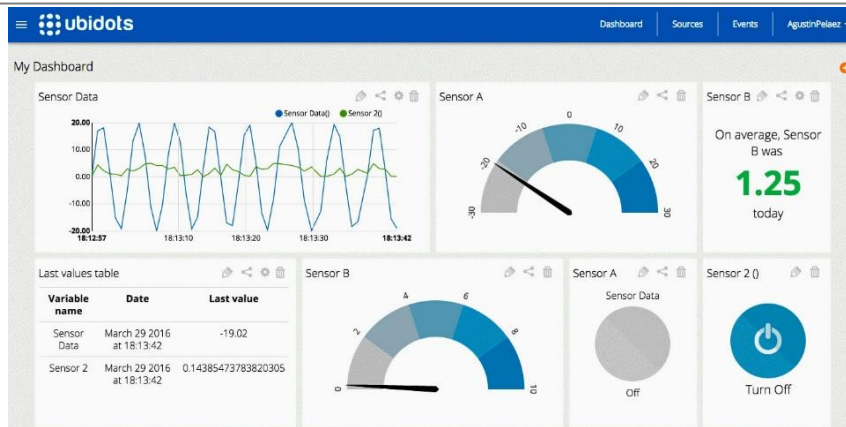 ubidots
Dashboard
Sources
Events
AgustinPelaez
My Dashboard
Sensor Data
Sensor Data()
Sensor 2()
20.00
10.00
0.00
-10.00
-20.00
18:12:57
18:13:10
18:13:20
18:13:30
18:13:42
Sensor A
-30
-20
-10
0
10
20
30
Sensor B
On average, Sensor
B was
1.25
today
Last values table
Variable
name
Date
Last value
Sensor
Data
March 29 2016
at 18:13:42
-19.02
Sensor 2
March 29 2016
at 18:13:42
0.14385473783820305
Sensor B
0
2
4
6
8
10
Sensor A
Sensor Data
Off
Sensor 2 ()
Turn Off